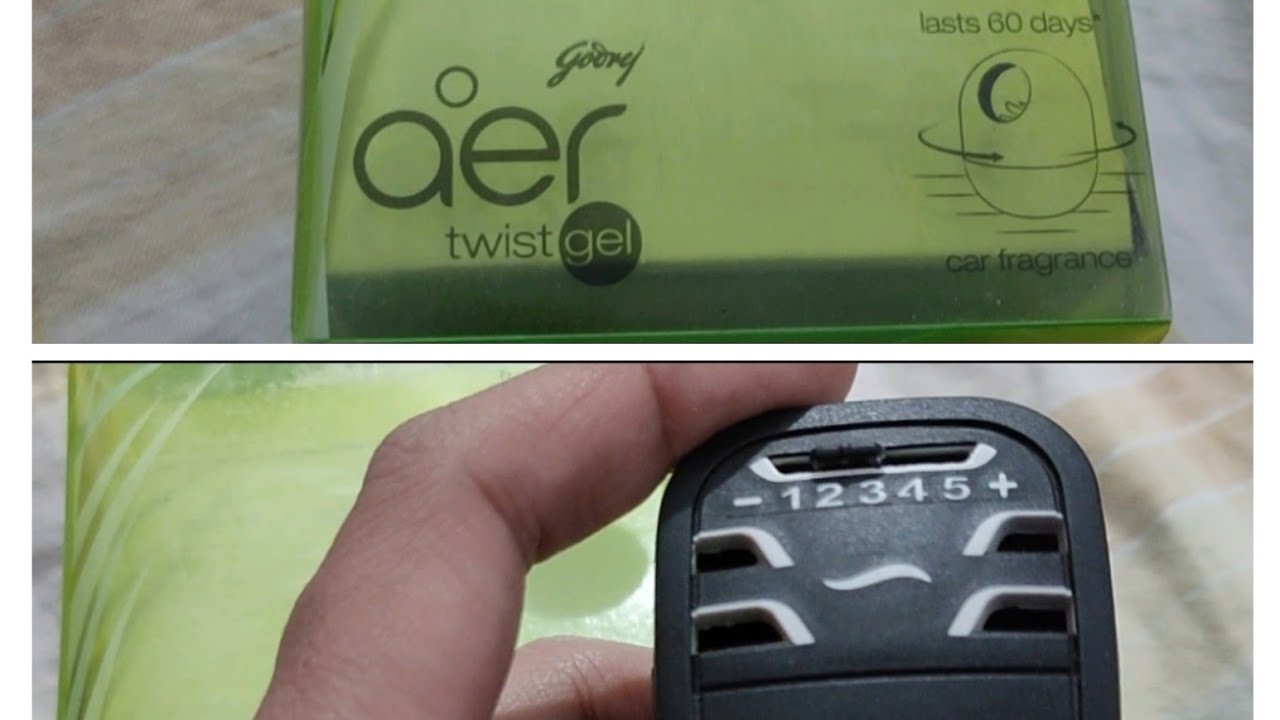 lasts 60 days*
Godrej
aer
twist gel
car fragrance
- 1 2 3 4 5 +